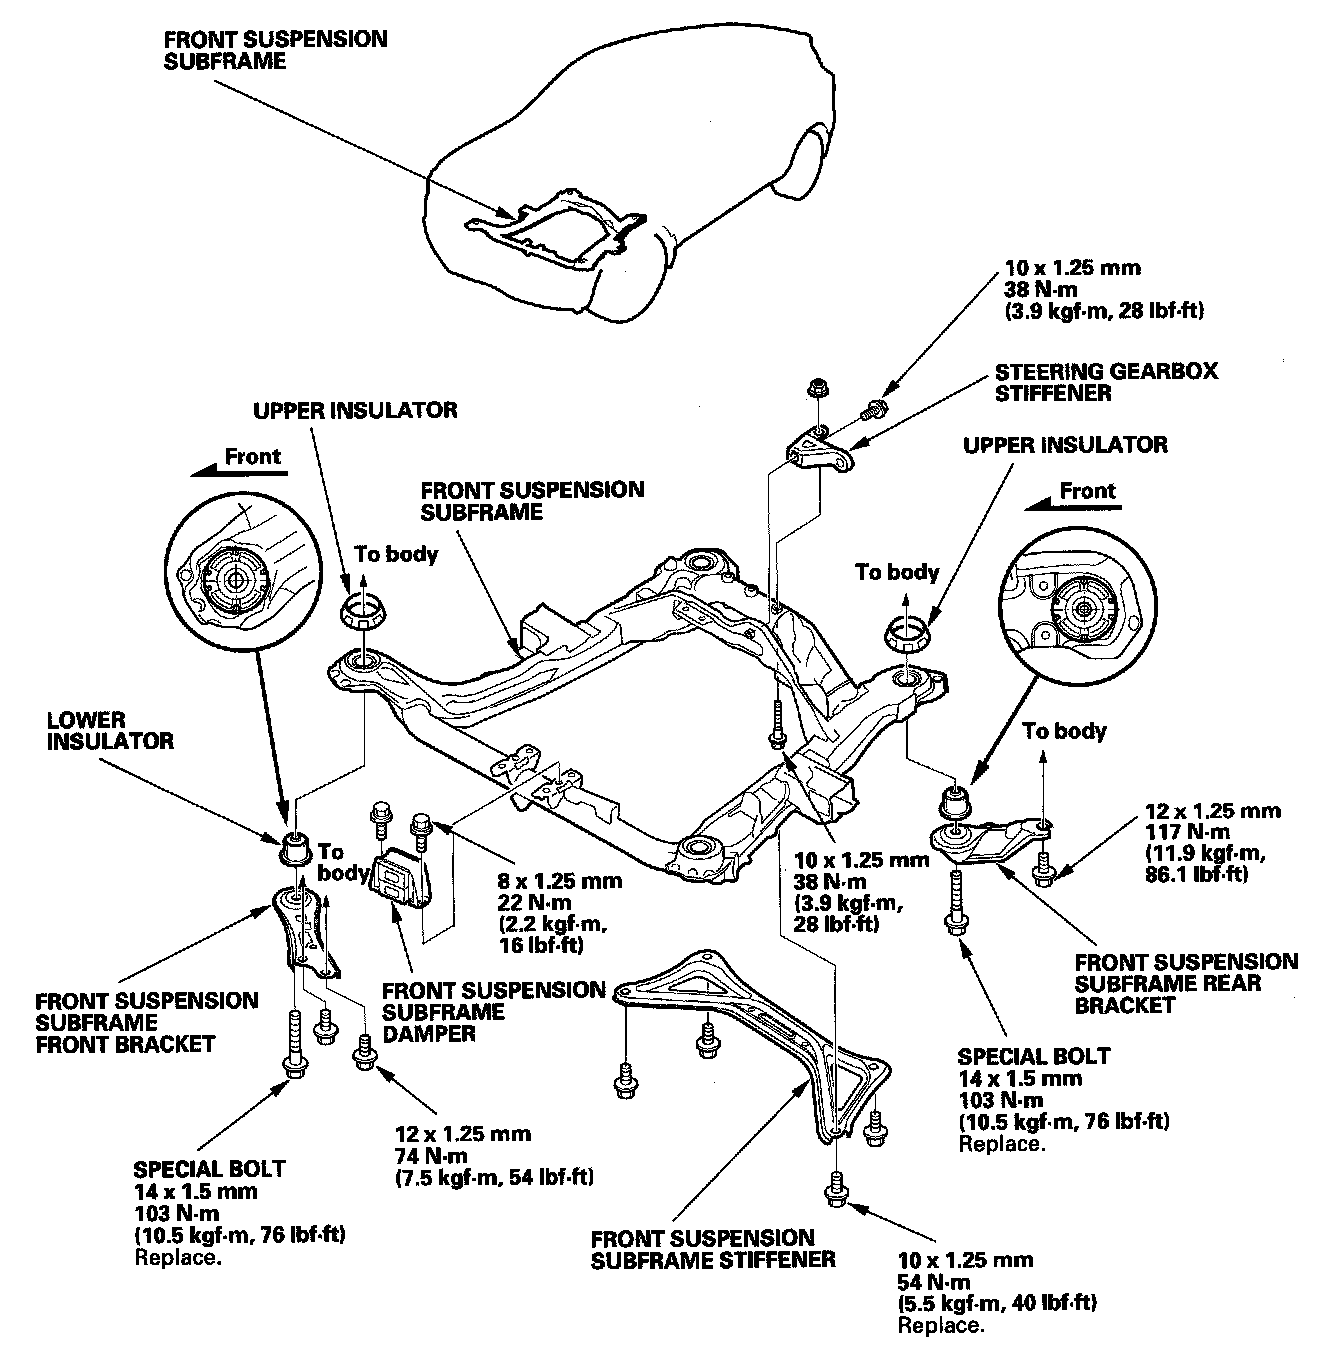 FRONT SUSPENSION
SUBFRAME
10 x 1.25 mm
38 N·m
(3.9 kgf·m, 28 lbf·ft)
STEERING GEARBOX
STIFFENER
UPPER INSULATOR
UPPER INSULATOR
Front
FRONT SUSPENSION
SUBFRAME
Front
To body
To body
LOWER
INSULATOR
To body
12 x 1.25 mm
117 N·m
(11.9 kgf·m,
86.1 lbf·ft)
To
body
8 x 1.25 mm
22 N·m
(2.2 kgf·m,
16 lbf·ft)
10 x 1.25 mm
38 N·m
(3.9 kgf·m,
28 lbf·ft)
FRONT SUSPENSION
SUBFRAME REAR
BRACKET
FRONT SUSPENSION
SUBFRAME
DAMPER
FRONT SUSPENSION
SUBFRAME
FRONT BRACKET
SPECIAL BOLT
14 x 1.5 mm
103 N·m
(10.5 kgf·m, 76 lbf·ft)
Replace.
12 x 1.25 mm
74 N·m
(7.5 kgf·m, 54 lbf·ft)
SPECIAL BOLT
14 x 1.5 mm
103 N·m
(10.5 kgf·m, 76 lbf·ft)
Replace.
FRONT SUSPENSION
SUBFRAME STIFFENER
10 x 1.25 mm
54 N·m
(5.5 kgf·m, 40 lbf·ft)
Replace.